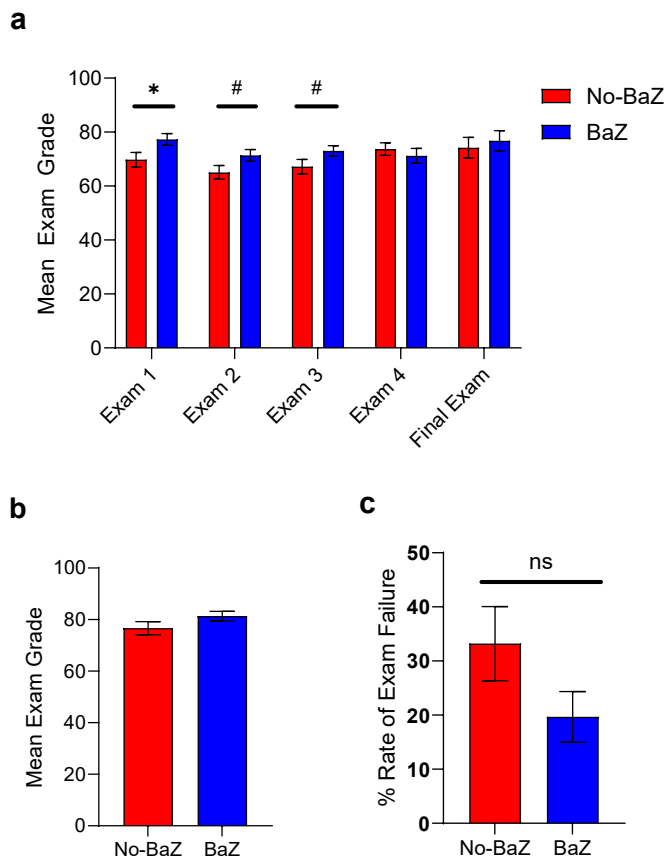 a
Mean Exam Grade
100
80
60
40
20
0
*
#
#
No-BaZ
BaZ
Exam 1
Exam 2
Exam 3
Exam 4
Final Exam
b
Mean Exam Grade
100
80
60
40
20
0
No-BaZ
BaZ
c
% Rate of Exam Failure
50
40
30
20
10
0
ns
No-BaZ
BaZ